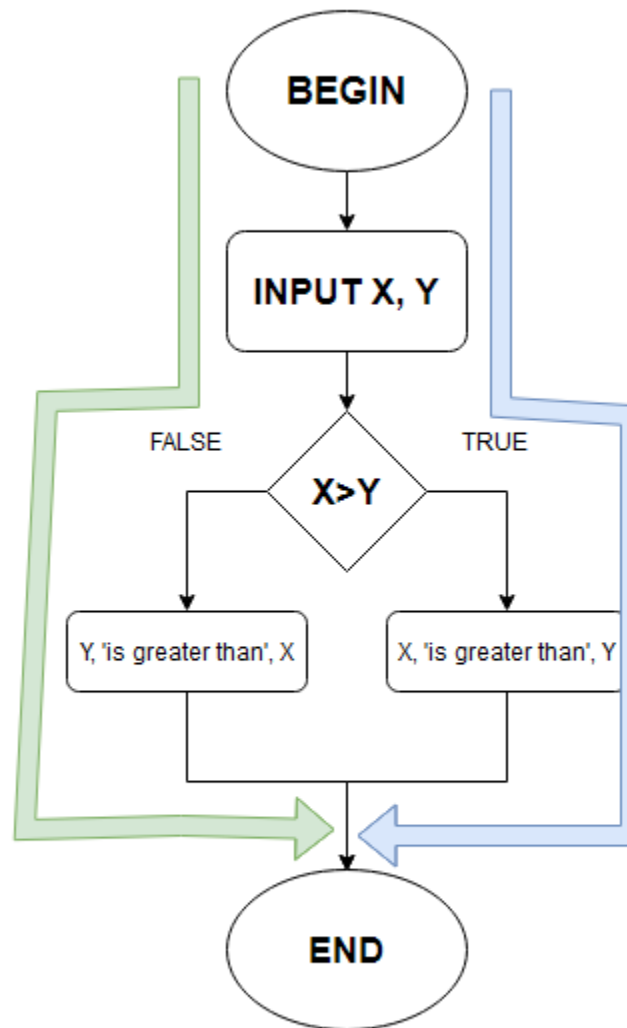 BEGIN
INPUT X, Y
FALSE
TRUE
X>Y
Y, 'is greater than', X
X, 'is greater than', Y
END